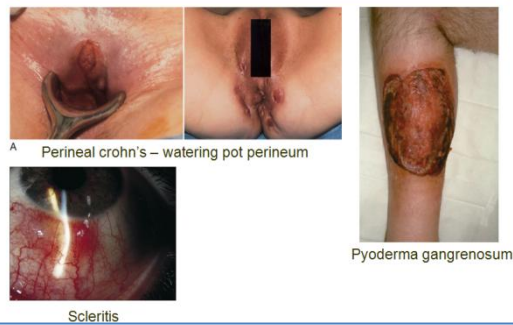 A
Perineal crohn's – watering pot perineum
Pyoderma gangrenosum
Scleritis